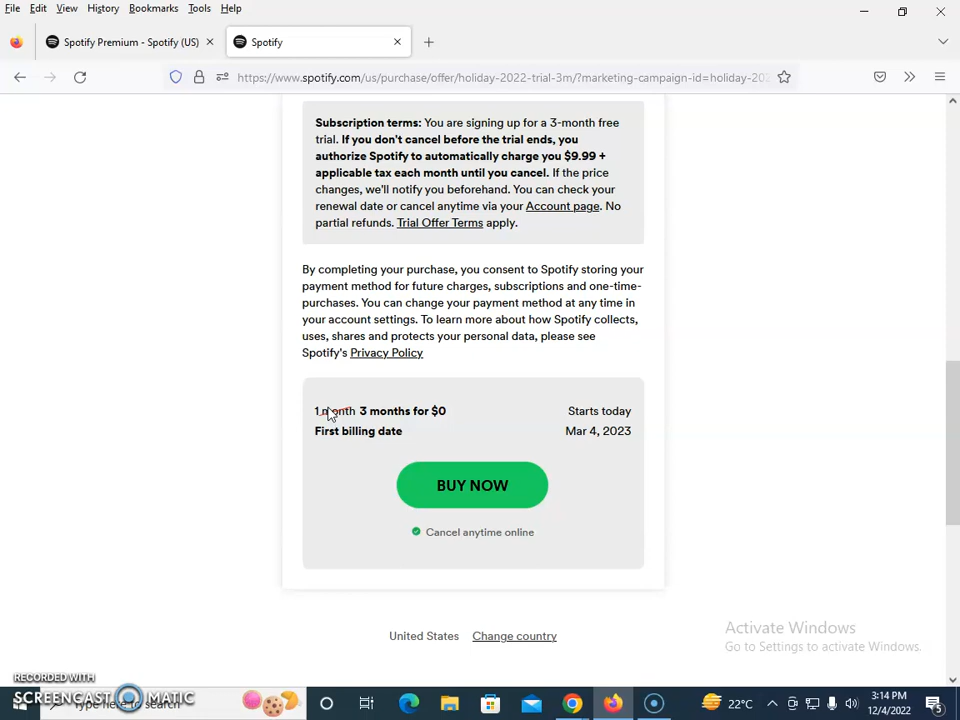 File Edit View History Bookmarks Tools Help
Spotify Premium - Spotify (US)
Spotify
https://www.spotify.com/us/purchase/offer/holiday-2022-trial-3m/?marketing-campaign-id=holiday-202
Subscription terms: You are signing up for a 3-month free
trial. If you don't cancel before the trial ends, you
authorize Spotify to automatically charge you $9.99 +
applicable tax each month until you cancel. If the price
changes, we'll notify you beforehand. You can check your
renewal date or cancel anytime via your Account page. No
partial refunds. Trial Offer Terms apply.
By completing your purchase, you consent to Spotify storing your
payment method for future charges, subscriptions and one-time-
purchases. You can change your payment method at any time in
your account settings. To learn more about how Spotify collects,
uses, shares and protects your personal data, please see
Spotify's Privacy Policy
1 month 3 months for $0 Starts today
First billing date Mar 4, 2023
BUY NOW
Cancel anytime online
United States Change country
Activate Windows
Go to Settings to activate Windows.
RECORDED WITH
SCREENCAST MATIC
Type here to search
22°C
3:14 PM
12/4/2022
5